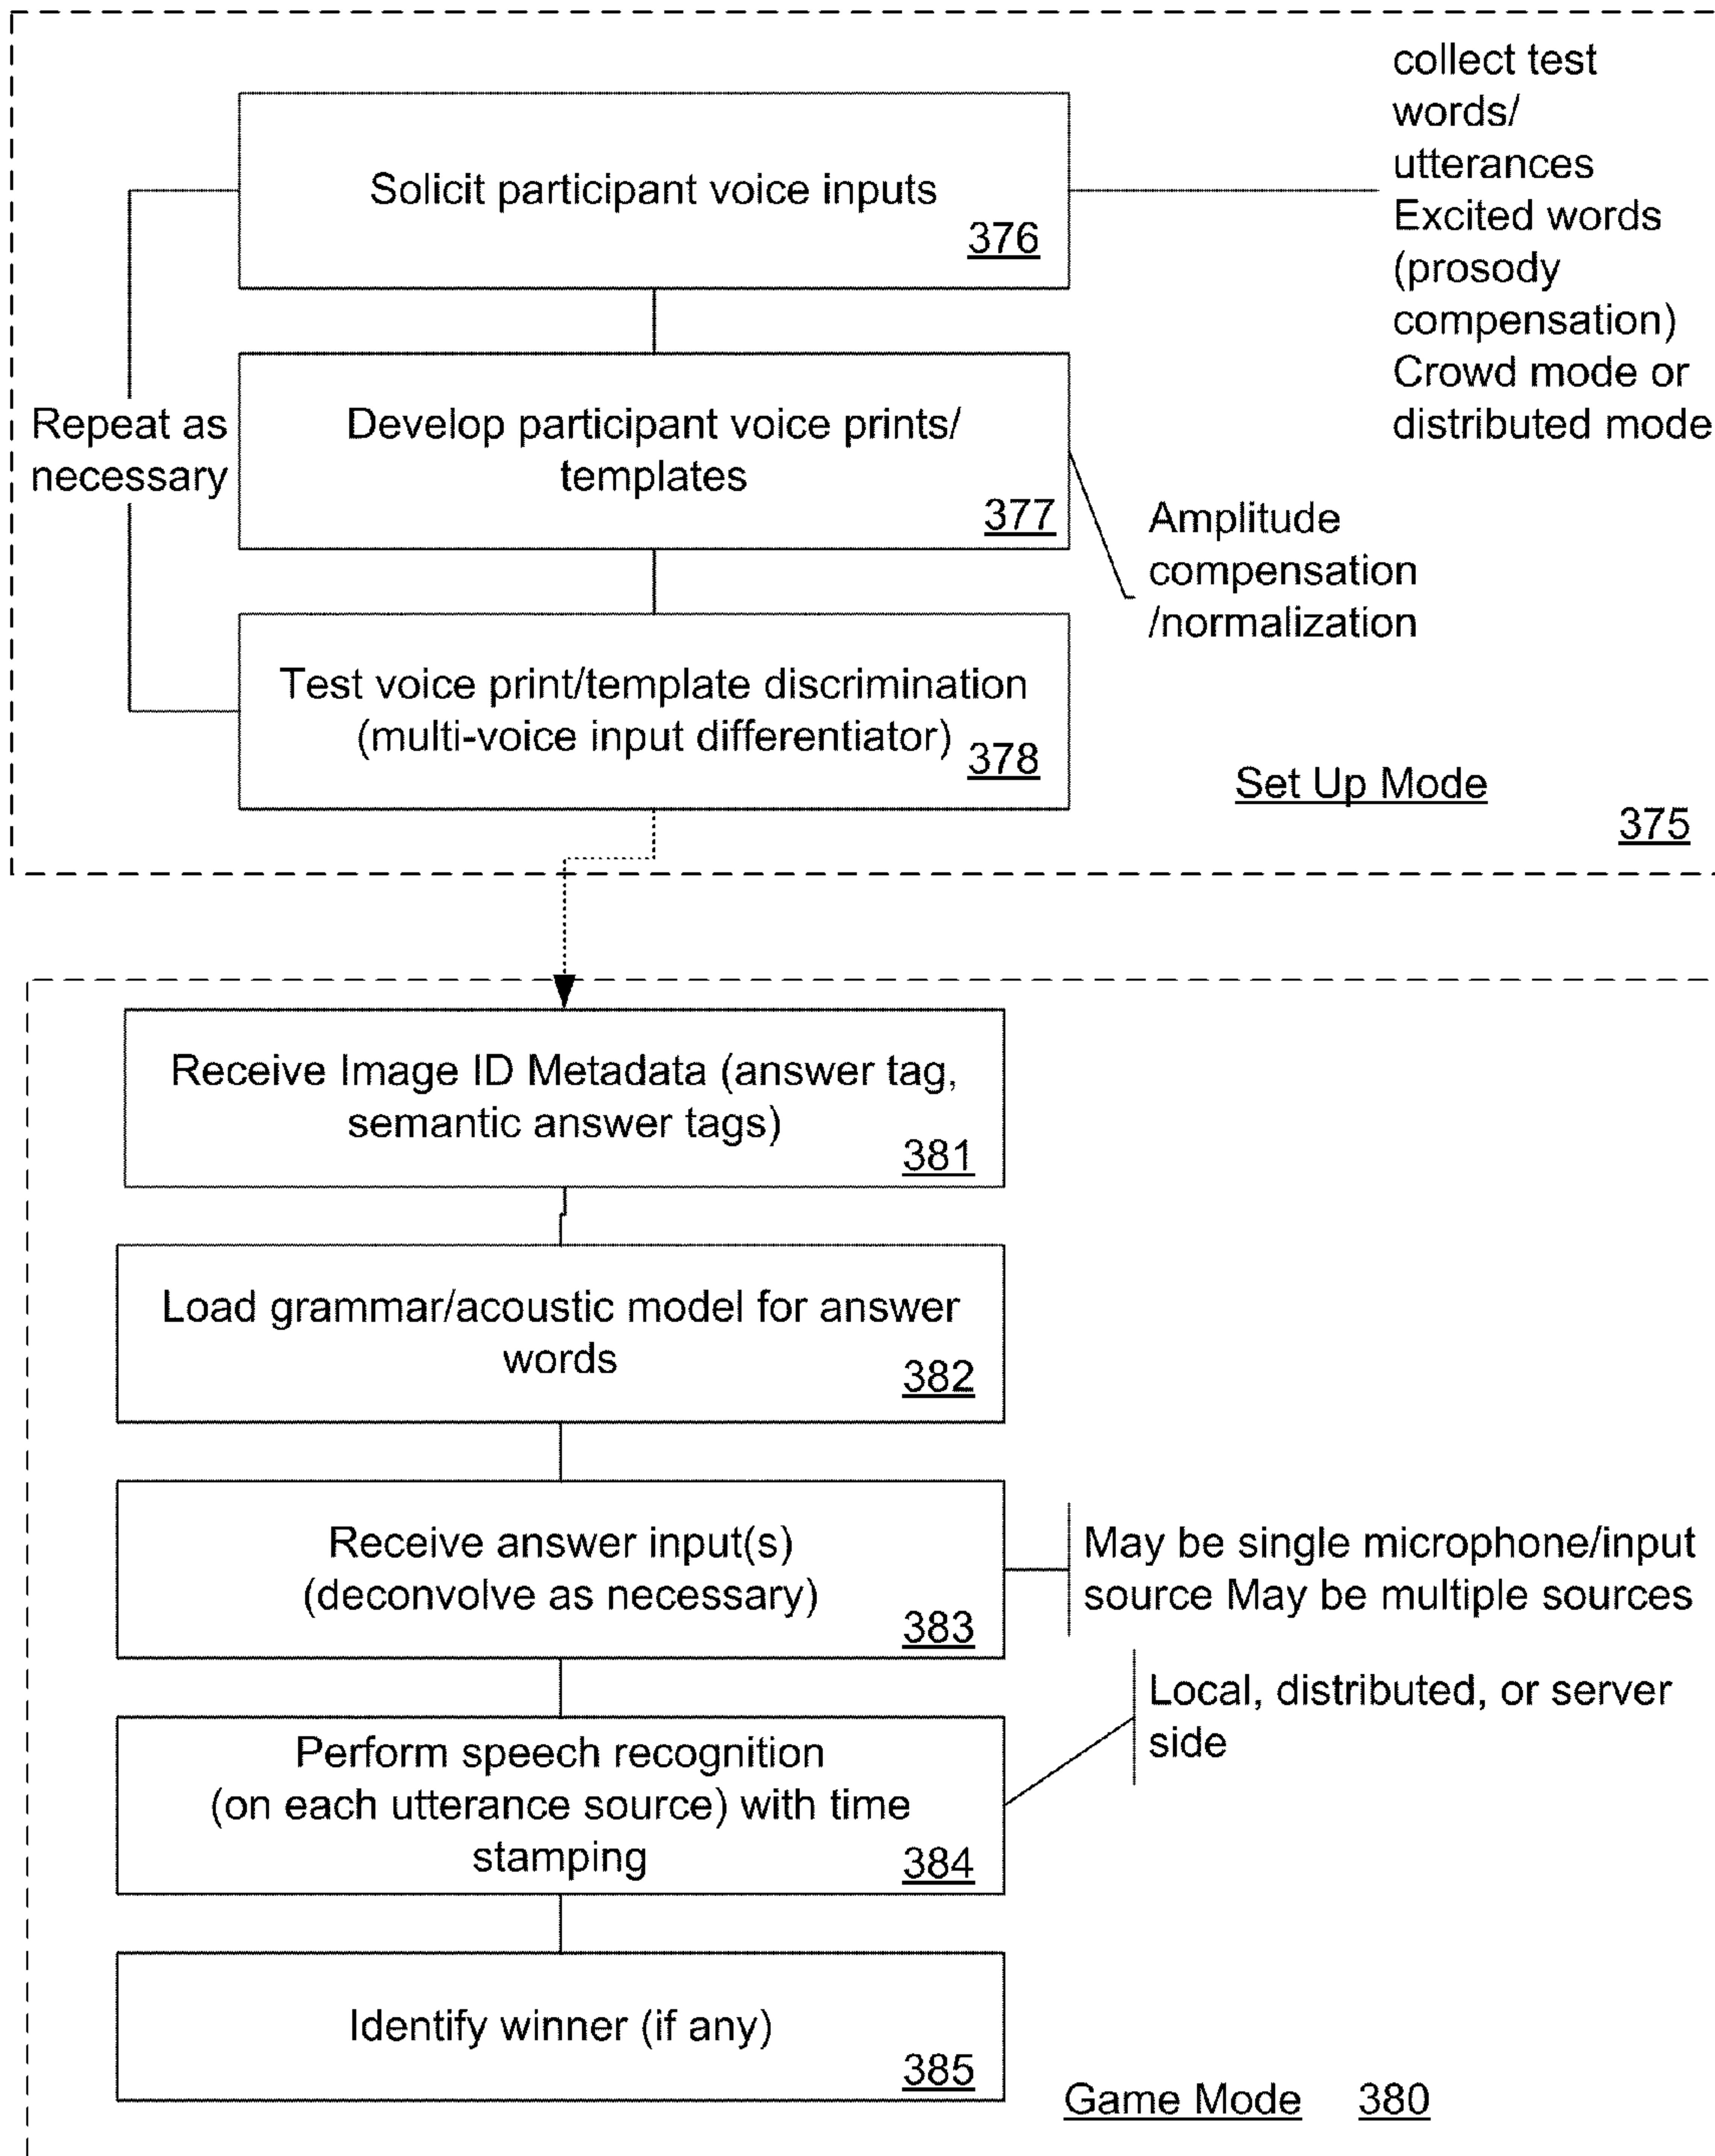 collect test
words/
utterances
Excited words
(prosody
compensation)
Crowd mode or
distributed mode
Solicit participant voice inputs
376
Repeat as
necessary
Develop participant voice prints/
templates
377
Amplitude
compensation
/normalization
Test voice print/template discrimination
(multi-voice input differentiator)
378
Set Up Mode
375
Receive Image ID Metadata (answer tag,
semantic answer tags)
381
Load grammar/acoustic model for answer
words
382
Receive answer input(s)
(deconvolve as necessary)
383
May be single microphone/input
source May be multiple sources
Perform speech recognition
(on each utterance source) with time
stamping
384
Local, distributed, or server
side
Identify winner (if any)
385
Game Mode 380